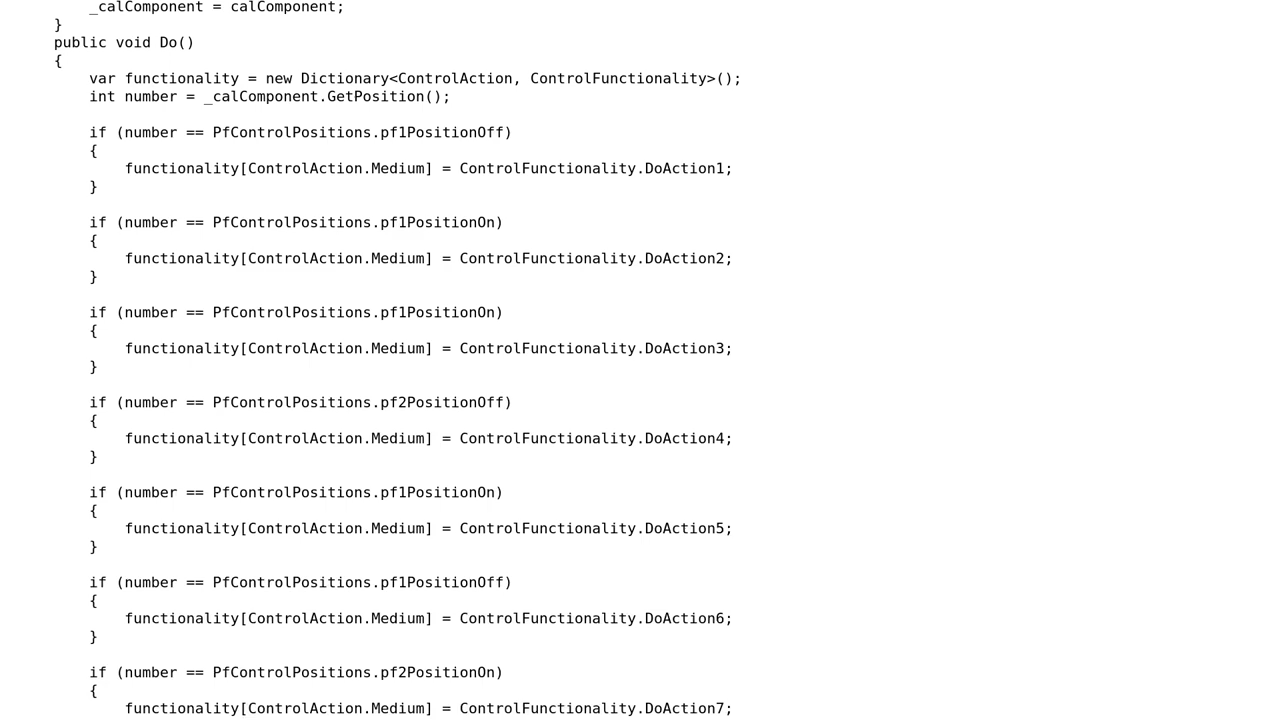 _calComponent = calComponent;
}
public void Do()
{
var functionality = new Dictionary<ControlAction, ControlFunctionality>();
int number = _calComponent.GetPosition();
if (number == PfControlPositions.pf1PositionOff)
{
functionality[ControlAction.Medium] = ControlFunctionality.DoAction1;
}
if (number == PfControlPositions.pf1PositionOn)
{
functionality[ControlAction.Medium] = ControlFunctionality.DoAction2;
}
if (number == PfControlPositions.pf1PositionOn)
{
functionality[ControlAction.Medium] = ControlFunctionality.DoAction3;
}
if (number == PfControlPositions.pf2PositionOff)
{
functionality[ControlAction.Medium] = ControlFunctionality.DoAction4;
}
if (number == PfControlPositions.pf1PositionOn)
{
functionality[ControlAction.Medium] = ControlFunctionality.DoAction5;
}
if (number == PfControlPositions.pf1PositionOff)
{
functionality[ControlAction.Medium] = ControlFunctionality.DoAction6;
}
if (number == PfControlPositions.pf2PositionOn)
{
functionality[ControlAction.Medium] = ControlFunctionality.DoAction7;